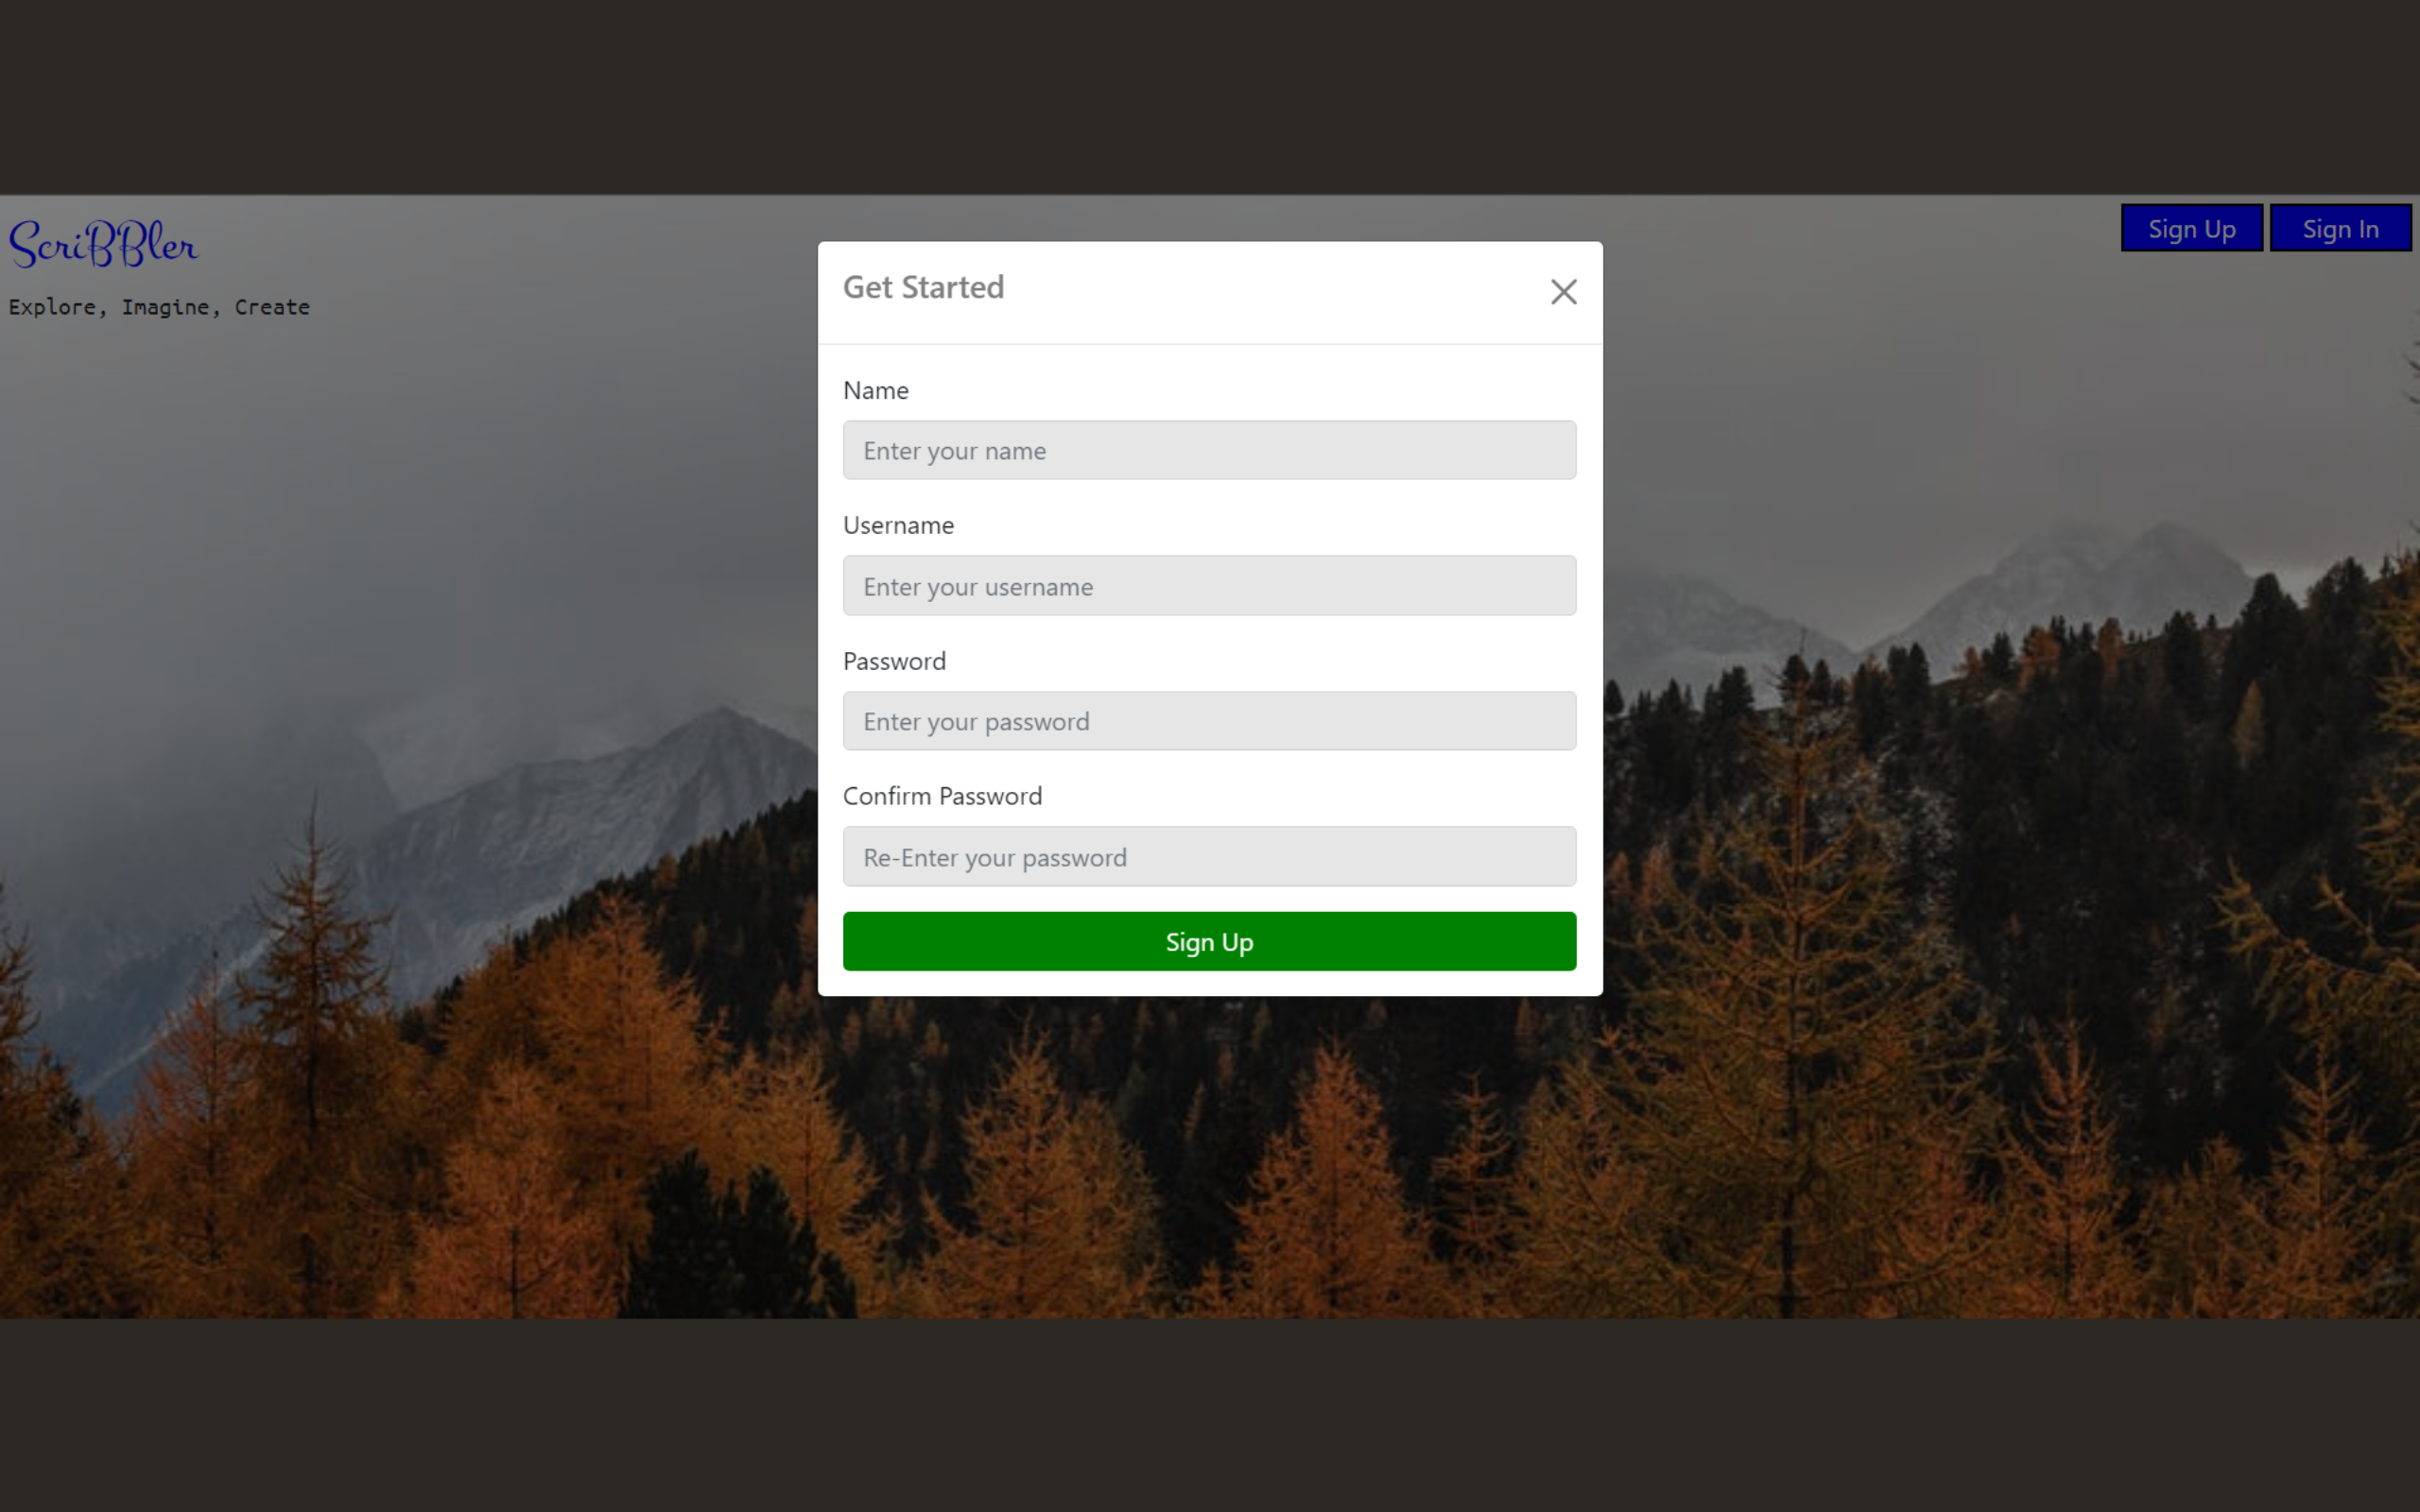 ScriBBler
Explore, Imagine, Create
Sign Up
Sign In
Get Started
Name
Enter your name
Username
Enter your username
Password
Enter your password
Confirm Password
Re-Enter your password
Sign Up